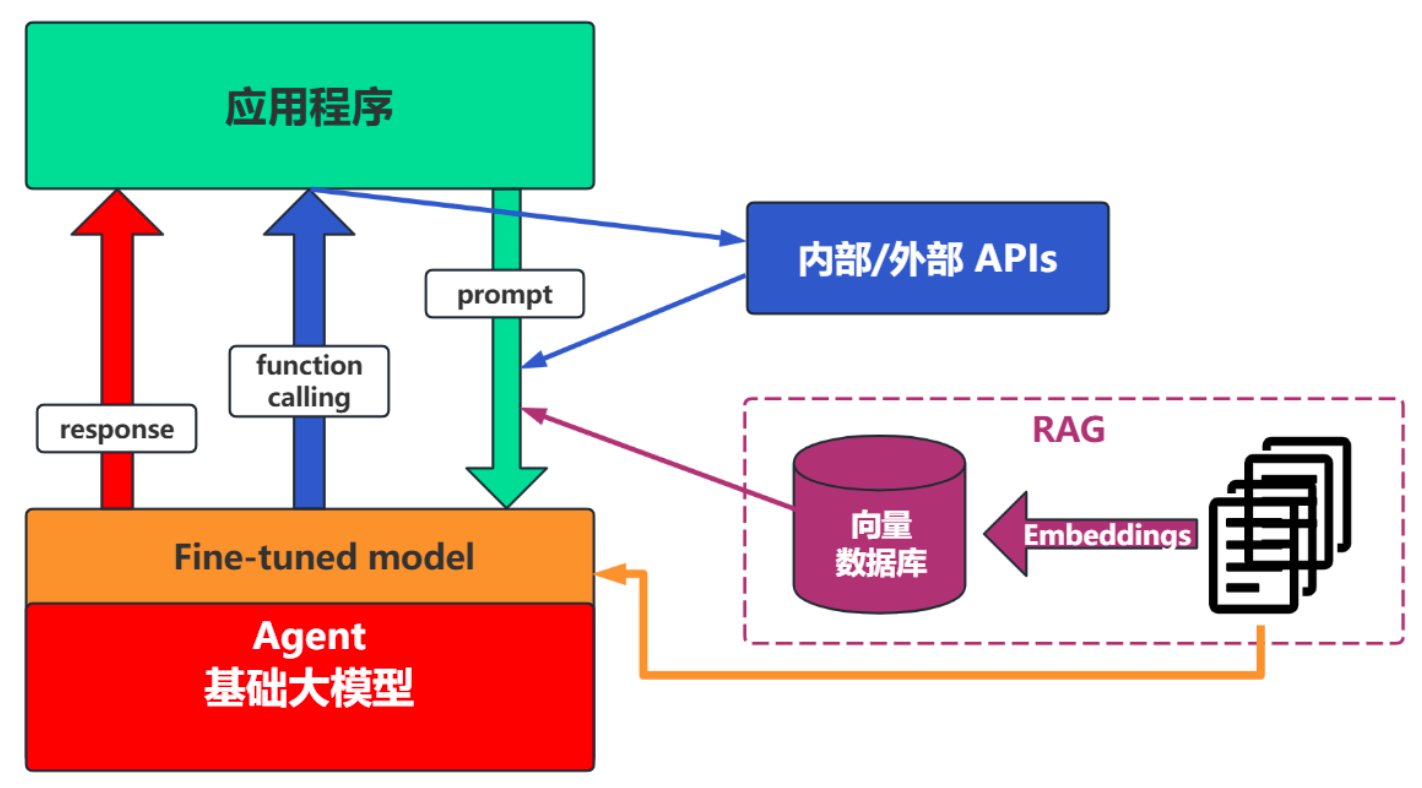 应用程序
内部/外部 APIs
prompt
function
calling
response
RAG
向量
数据库
Embeddings
Fine-tuned model
Agent
基础大模型